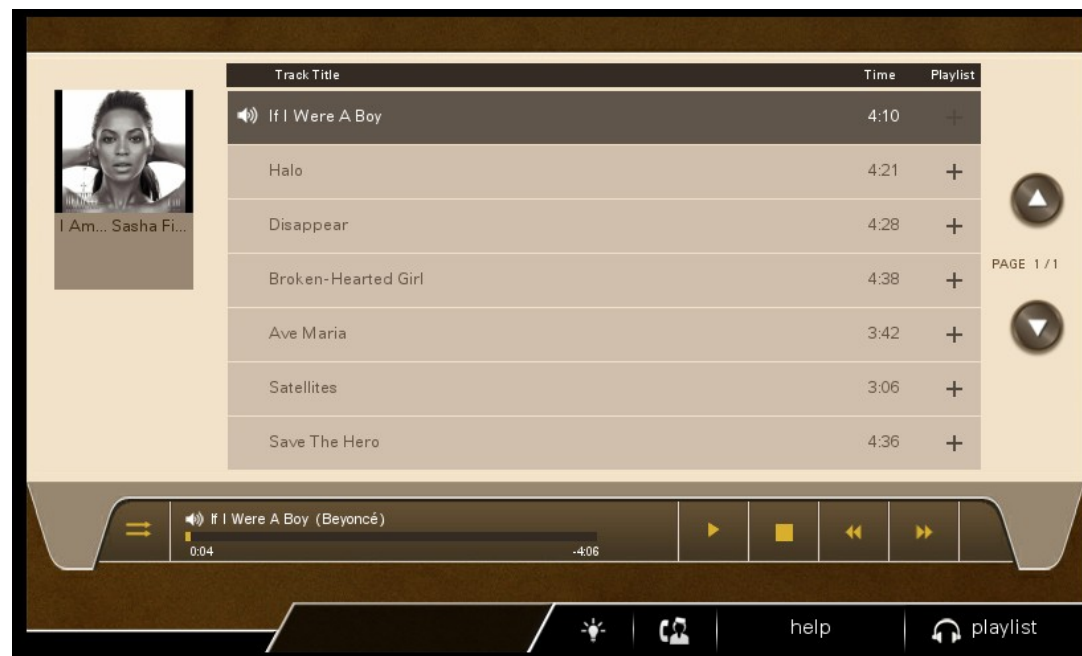 Track Title Time Playlist
If I Were A Boy 4:10 +
Halo 4:21 +
Disappear 4:28 +
Broken-Hearted Girl 4:38 +
Ave Maria 3:42 +
Satellites 3:06 +
Save The Hero 4:36 +
I Am... Sasha Fi...
PAGE 1/1
If I Were A Boy (Beyoncé)
0:04 -4:06
help playlist